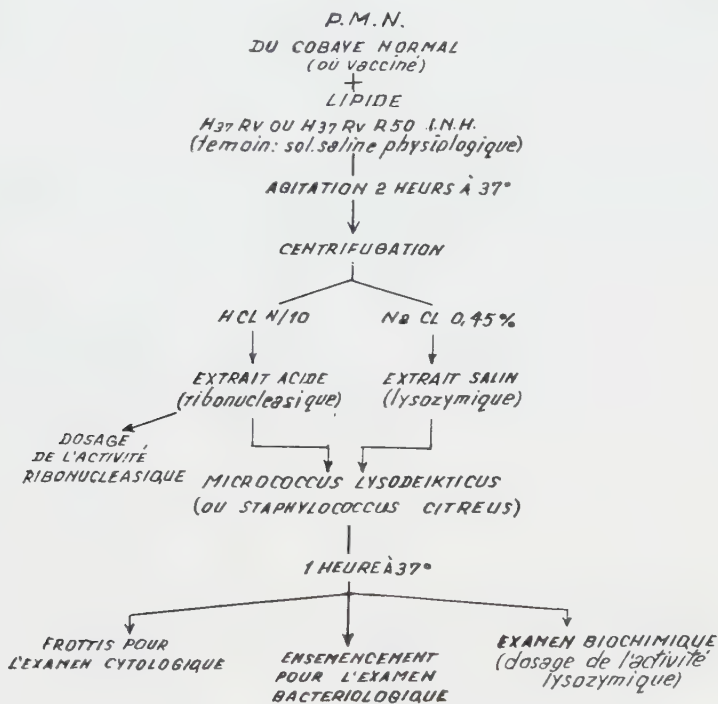 P.M.N.
DU COBAYE NORMAL
(où vacciné)
+
LIPIDE
H37 RV OU H37 RV R50 I.N.H.
(temoin: sol. saline physiologique)
AGITATION 2 HEURS À 37°
CENTRIFUGATION
HCL N/10
Na CL 0,45%
EXTRAIT ACIDE
(ribonucleasique)
EXTRAIT SALIN
(lysozymique)
DOSAGE
DE L'ACTIVITÉ
RIBONUCLEASIQUE
MICROCOCCUS LYSODEIKTICUS
(OU STAPHYLOCOCCUS CITREUS)
1 HEURE À 37°
FROTTIS POUR
L'EXAMEN CYTOLOGIQUE
ENSEMENCEMENT
POUR L'EXAMEN
BACTERIOLOGIQUE
EXAMEN BIOCHIMIQUE
(dosage de l'activité
lysozymique)